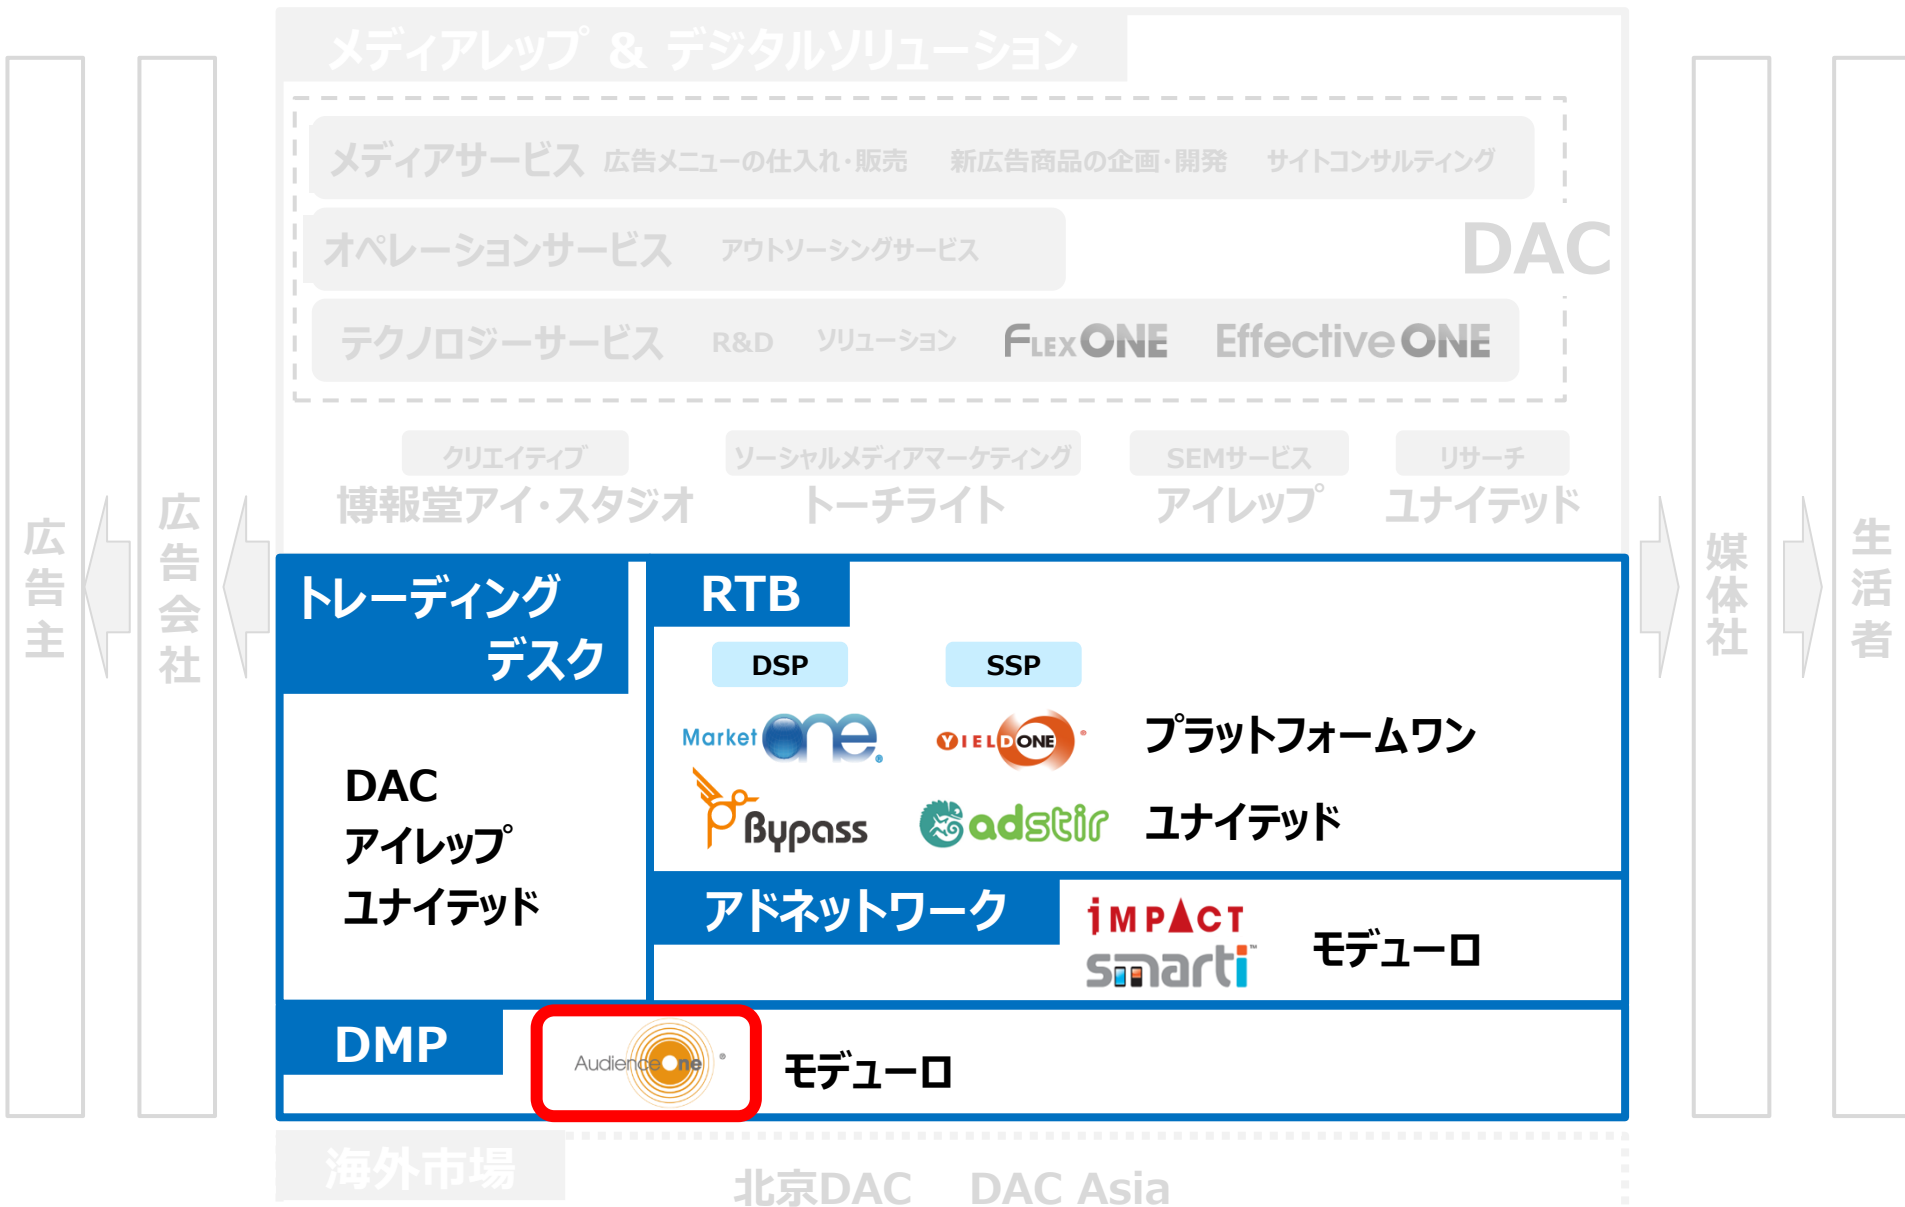 メディアレップ & デジタルソリューション
メディアサービス 広告メニューの仕入れ・販売 新広告商品の企画・開発 サイトコンサルティング
オペレーションサービス アウトソーシングサービス
DAC
テクノロジーサービス R&D ソリューション FLEXONE EffectiveONE
クリエイティブ ソーシャルメディアマーケティング SEMサービス リサーチ
博報堂アイ・スタジオ トーチライト アイレップ ユナイテッド
広告主
広告会社
媒体社
生活者
トレーディング
デスク
DAC
アイレップ
ユナイテッド
RTB
DSP SSP
Market One® YIELDONE® プラットフォームワン
Bypass adstir ユナイテッド
アドネットワーク
iMPACT
smarti™
モデューロ
DMP
AudienceOne® モデューロ
海外市場
北京DAC DAC Asia